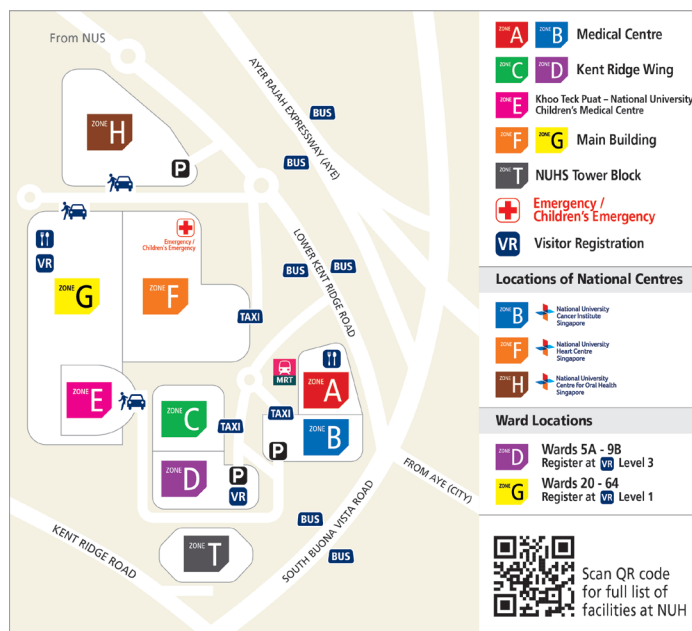 From NUS
AYER RAJAH EXPRESSWAY (AYE)
BUS
BUS
ZONE H
P
LOWER KENT RIDGE ROAD
BUS
BUS
Emergency /
Children's Emergency
VR
ZONE G
ZONE F
TAXI
MRT
ZONE A
ZONE E
ZONE C
TAXI
TAXI
ZONE B
P
ZONE D
P
VR
FROM AYE (CITY)
SOUTH BUONA VISTA ROAD
BUS
BUS
KENT RIDGE ROAD
ZONE T
ZONE A ZONE B Medical Centre
ZONE C ZONE D Kent Ridge Wing
ZONE E Khoo Teck Puat – National University
Children's Medical Centre
ZONE F ZONE G Main Building
ZONE T NUHS Tower Block
Emergency /
Children's Emergency
VR Visitor Registration
Locations of National Centres
ZONE B National University
Cancer Institute
Singapore
ZONE F National University
Heart Centre
Singapore
ZONE H National University
Centre for Oral Health
Singapore
Ward Locations
ZONE D Wards 5A - 9B
Register at VR Level 3
ZONE G Wards 20 - 64
Register at VR Level 1
Scan QR code
for full list of
facilities at NUH